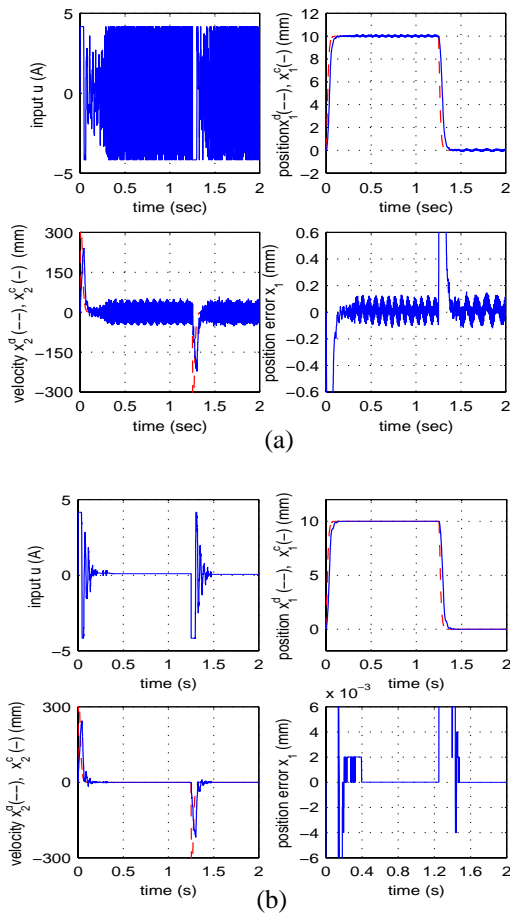 input u (A)
5
0
−5
0 0.5 1 1.5 2
time (sec)
position x₁ᵈ(−−), x₁ᶜ(−) (mm)
12
10
8
6
4
2
0
−2
0 0.5 1 1.5 2
time (sec)
velocity x₂ᵈ (−−), x₂ᶜ (−) (mm)
300
150
0
−150
−300
0 0.5 1 1.5 2
time (sec)
position error x₁ (mm)
0.6
0.4
0.2
0
−0.2
−0.4
−0.6
0 0.5 1 1.5 2
time (sec)
(a)
input u (A)
5
0
−5
0 0.5 1 1.5 2
time (s)
position x₁ᵈ (−−), x₁ᶜ(−) (mm)
10
5
0
0 0.5 1 1.5 2
time (s)
velocity x₂ᵈ(−−), x₂ᶜ(−) (mm)
300
0
−300
0 0.5 1 1.5 2
time (s)
x 10⁻³
position error x₁ (mm)
6
4
2
0
−2
−4
−6
0 0.4 0.8 1.2 1.6 2
time (s)
(b)